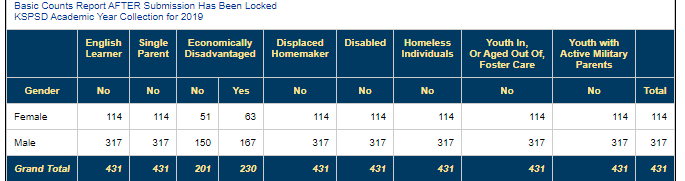 Basic Counts Report AFTER Submission Has Been Locked
KSPSD Academic Year Collection for 2019
English Learner Single Parent Economically Disadvantaged Displaced Homemaker Disabled Homeless Individuals Youth In, Or Aged Out Of, Foster Care Youth with Active Military Parents
Gender No No No Yes No No No No No Total
Female 114 114 51 63 114 114 114 114 114 114
Male 317 317 150 167 317 317 317 317 317 317
Grand Total 431 431 201 230 431 431 431 431 431 431